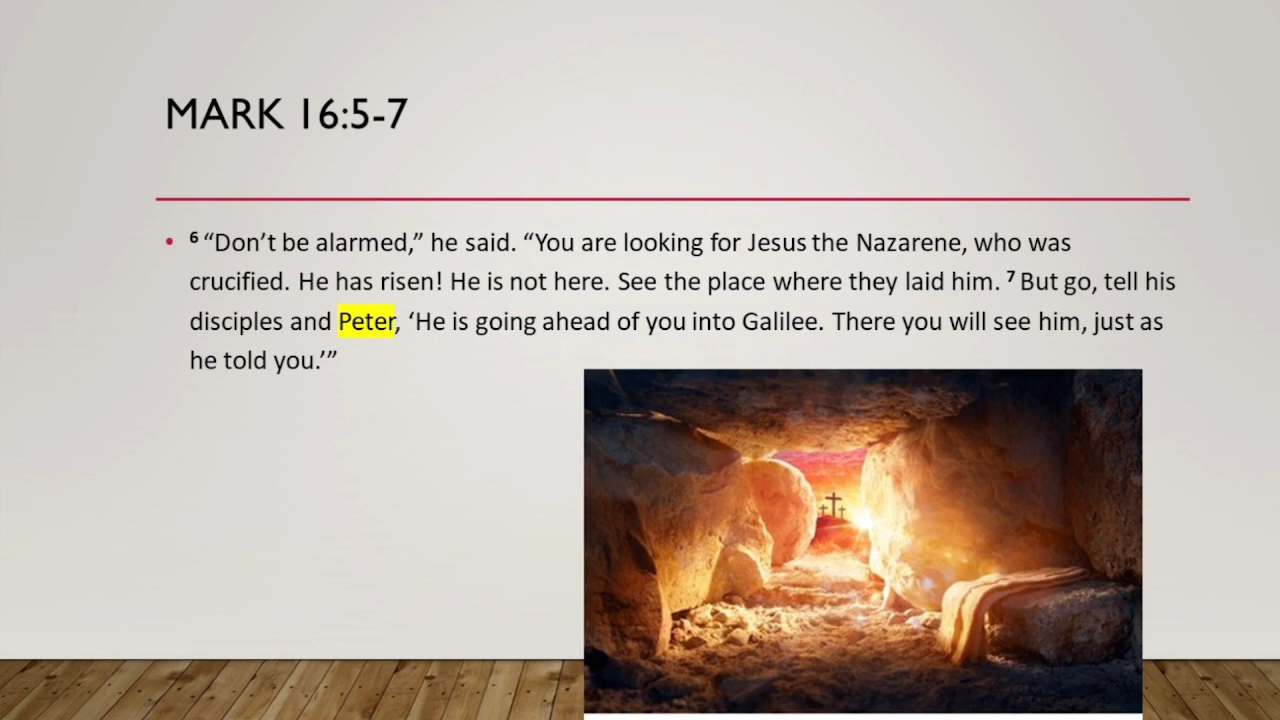 MARK 16:5-7
• ⁶ “Don’t be alarmed,” he said. “You are looking for Jesus the Nazarene, who was
crucified. He has risen! He is not here. See the place where they laid him. ⁷ But go, tell his
disciples and Peter, ‘He is going ahead of you into Galilee. There you will see him, just as
he told you.’”